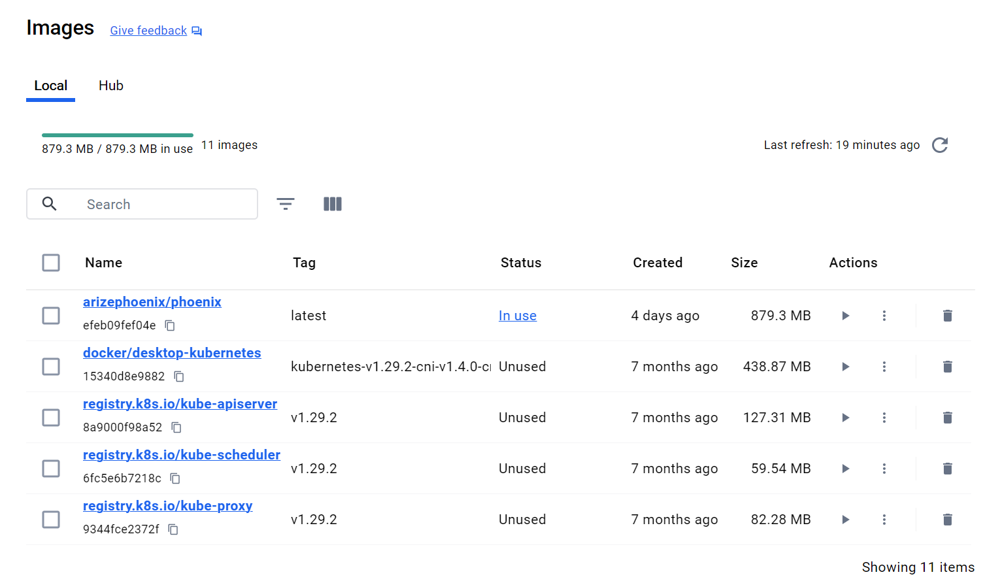 Images Give feedback
Local Hub
879.3 MB / 879.3 MB in use 11 images Last refresh: 19 minutes ago
Search
Name Tag Status Created Size Actions
arizephoenix/phoenix
efeb09fef04e
latest In use 4 days ago 879.3 MB
docker/desktop-kubernetes
15340d8e9882
kubernetes-v1.29.2-cni-v1.4.0- Unused 7 months ago 438.87 MB
registry.k8s.io/kube-apiserver
8a9000f98a52
v1.29.2 Unused 7 months ago 127.31 MB
registry.k8s.io/kube-scheduler
6fc5e6b7218c
v1.29.2 Unused 7 months ago 59.54 MB
registry.k8s.io/kube-proxy
9344fce2372f
v1.29.2 Unused 7 months ago 82.28 MB
Showing 11 items